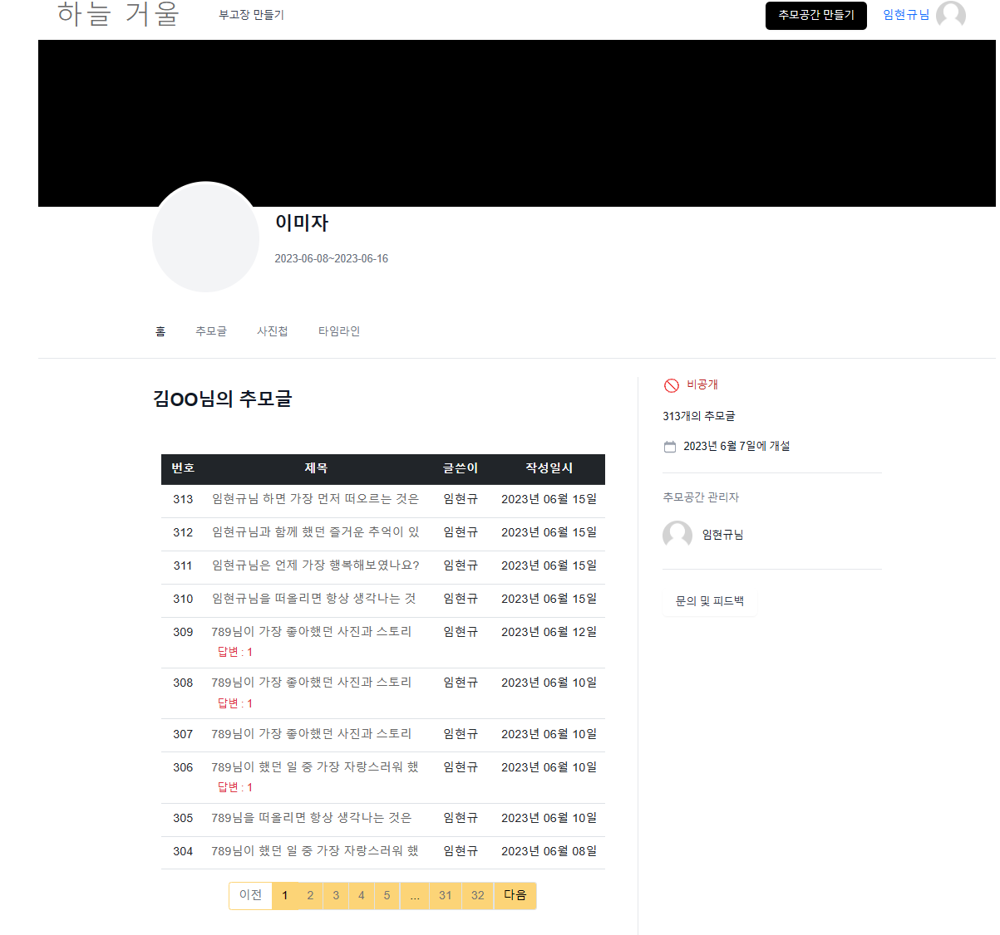 하늘 거울
부고장 만들기
추모공간 만들기
임현규님
이미자
2023-06-08~2023-06-16
홈 추모글 사진첩 타임라인
김OO님의 추모글
번호 제목 글쓴이 작성일시
313 임현규님 하면 가장 먼저 떠오르는 것은 임현규 2023년 06월 15일
312 임현규님과 함께 했던 즐거운 추억이 있 임현규 2023년 06월 15일
311 임현규님은 언제 가장 행복해보였나요? 임현규 2023년 06월 15일
310 임현규님을 떠올리면 항상 생각나는 것 임현규 2023년 06월 15일
309 789님이 가장 좋아했던 사진과 스토리 임현규 2023년 06월 12일
답변 : 1
308 789님이 가장 좋아했던 사진과 스토리 임현규 2023년 06월 10일
답변 : 1
307 789님이 가장 좋아했던 사진과 스토리 임현규 2023년 06월 10일
306 789님이 했던 일 중 가장 자랑스러워 했 임현규 2023년 06월 10일
답변 : 1
305 789님을 떠올리면 항상 생각나는 것은 임현규 2023년 06월 10일
304 789님이 했던 일 중 가장 자랑스러워 했 임현규 2023년 06월 08일
이전 1 2 3 4 5 ... 31 32 다음
비공개
313개의 추모글
2023년 6월 7일에 개설
추모공간 관리자
임현규님
문의 및 피드백